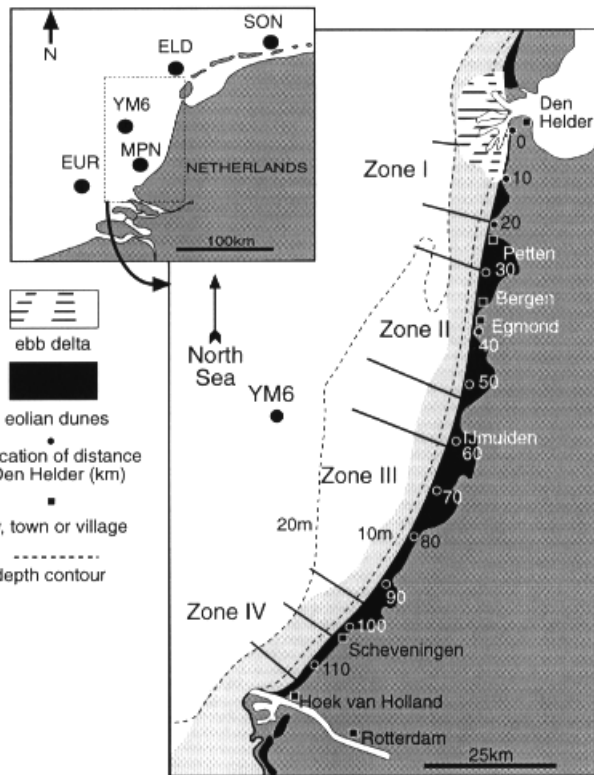 SON
N
ELD
YM6
EUR
MPN
NETHERLANDS
100km
Den
Helder
0
Zone I
10
20
Petten
30
Bergen
Zone II
Egmond
40
North
Sea
50
YM6
IJmuiden
60
Zone III
70
20m
10m
80
90
Zone IV
100
Scheveningen
110
Hoek van Holland
Rotterdam
25km
ebb delta
eolian dunes
cation of distance
Den Helder (km)
, town or village
depth contour